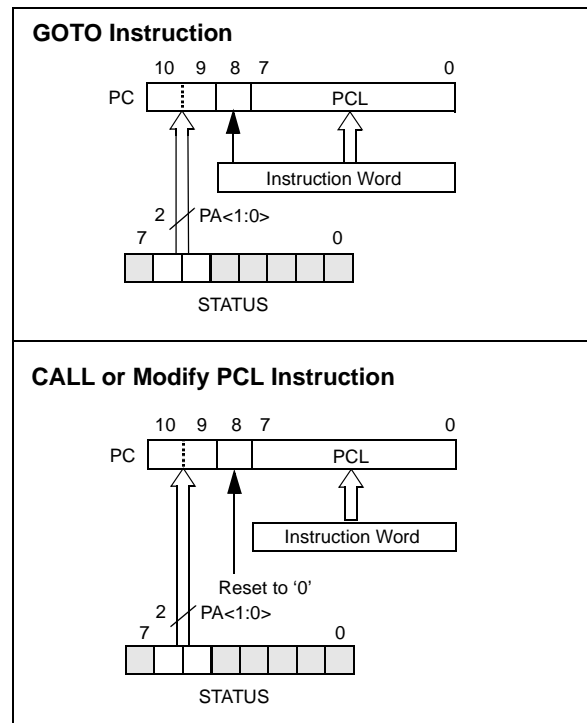 GOTO Instruction
10 9 8 7 0
PC PCL
Instruction Word
2 PA<1:0>
7 0
STATUS
CALL or Modify PCL Instruction
10 9 8 7 0
PC PCL
Instruction Word
Reset to ‘0’
2 PA<1:0>
7 0
STATUS